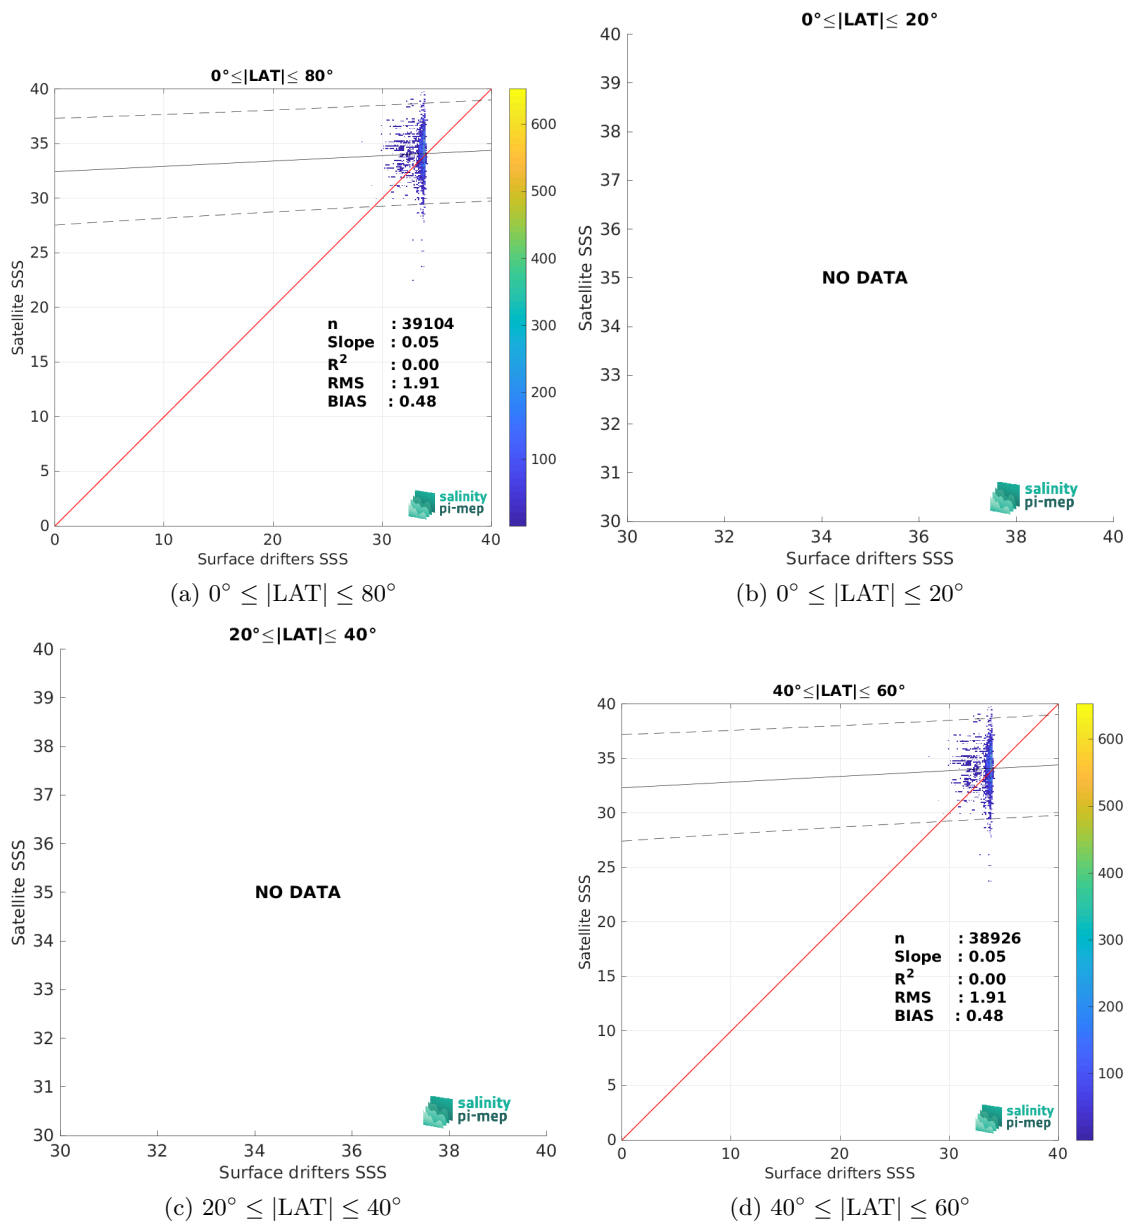 0°≤|LAT|≤ 80°
40
35
30
25
20
15
10
5
0
Satellite SSS
n : 39104
Slope : 0.05
R² : 0.00
RMS : 1.91
BIAS : 0.48
salinity
pi-mep
0 10 20 30 40
Surface drifters SSS
600
500
400
300
200
100
(a) 0° ≤ |LAT| ≤ 80°
0°≤|LAT|≤ 20°
40
39
38
37
36
35
34
33
32
31
30
Satellite SSS
NO DATA
salinity
pi-mep
30 32 34 36 38 40
Surface drifters SSS
(b) 0° ≤ |LAT| ≤ 20°
20°≤|LAT|≤ 40°
40
39
38
37
36
35
34
33
32
31
30
Satellite SSS
NO DATA
salinity
pi-mep
30 32 34 36 38 40
Surface drifters SSS
(c) 20° ≤ |LAT| ≤ 40°
40°≤|LAT|≤ 60°
40
35
30
25
20
15
10
5
0
Satellite SSS
n : 38926
Slope : 0.05
R² : 0.00
RMS : 1.91
BIAS : 0.48
salinity
pi-mep
0 10 20 30 40
Surface drifters SSS
600
500
400
300
200
100
(d) 40° ≤ |LAT| ≤ 60°